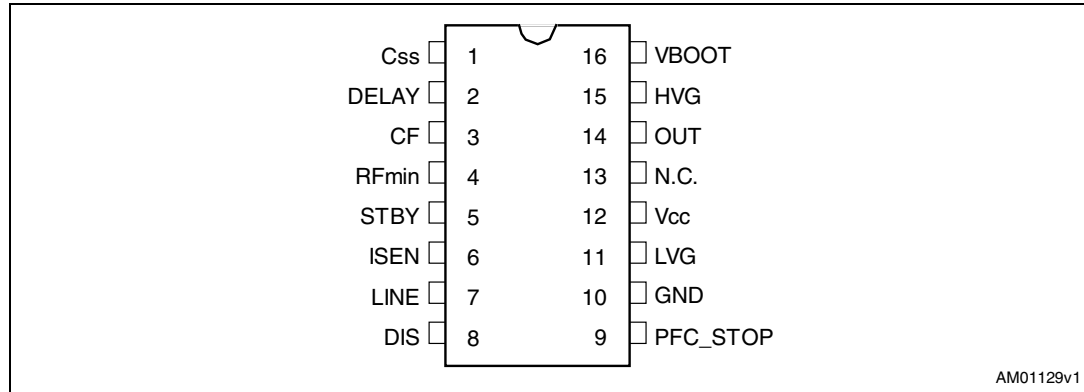 Css 1 16 VBOOT
DELAY 2 15 HVG
CF 3 14 OUT
RFmin 4 13 N.C.
STBY 5 12 Vcc
ISEN 6 11 LVG
LINE 7 10 GND
DIS 8 9 PFC_STOP
AM01129v1